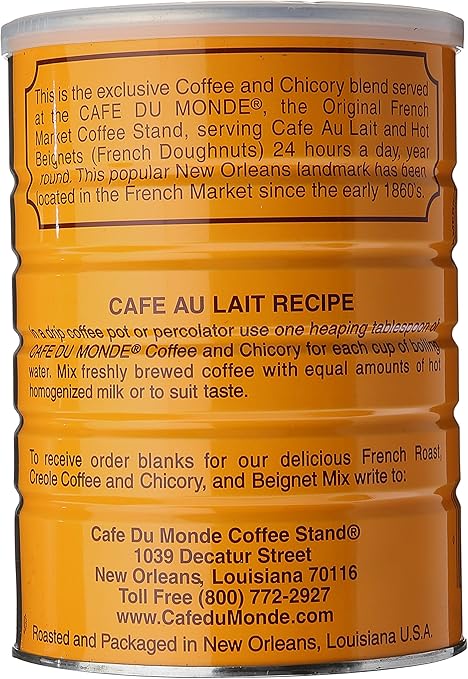 This is the exclusive Coffee and Chicory blend served
at the CAFE DU MONDE®, the Original French
Market Coffee Stand, serving Cafe Au Lait and Hot
Beignets (French Doughnuts) 24 hours a day, year
round. This popular New Orleans landmark has been
located in the French Market since the early 1860's.
CAFE AU LAIT RECIPE
In a drip coffee pot or percolator use one heaping tablespoon of
CAFE DU MONDE® Coffee and Chicory for each cup of boiling
water. Mix freshly brewed coffee with equal amounts of hot
homogenized milk or to suit taste.
To receive order blanks for our delicious French Roast,
Creole Coffee and Chicory, and Beignet Mix write to:
Cafe Du Monde Coffee Stand®
1039 Decatur Street
New Orleans, Louisiana 70116
Toll Free (800) 772-2927
www.CafeduMonde.com
Roasted and Packaged in New Orleans, Louisiana U.S.A.